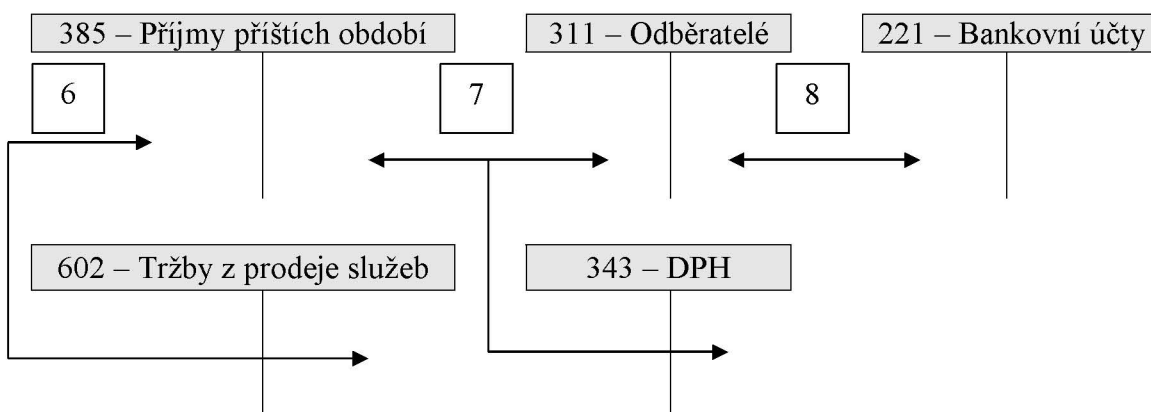 385 – Příjmy příštích období
311 – Odběratelé
221 – Bankovní účty
6
7
8
602 – Tržby z prodeje služeb
343 – DPH